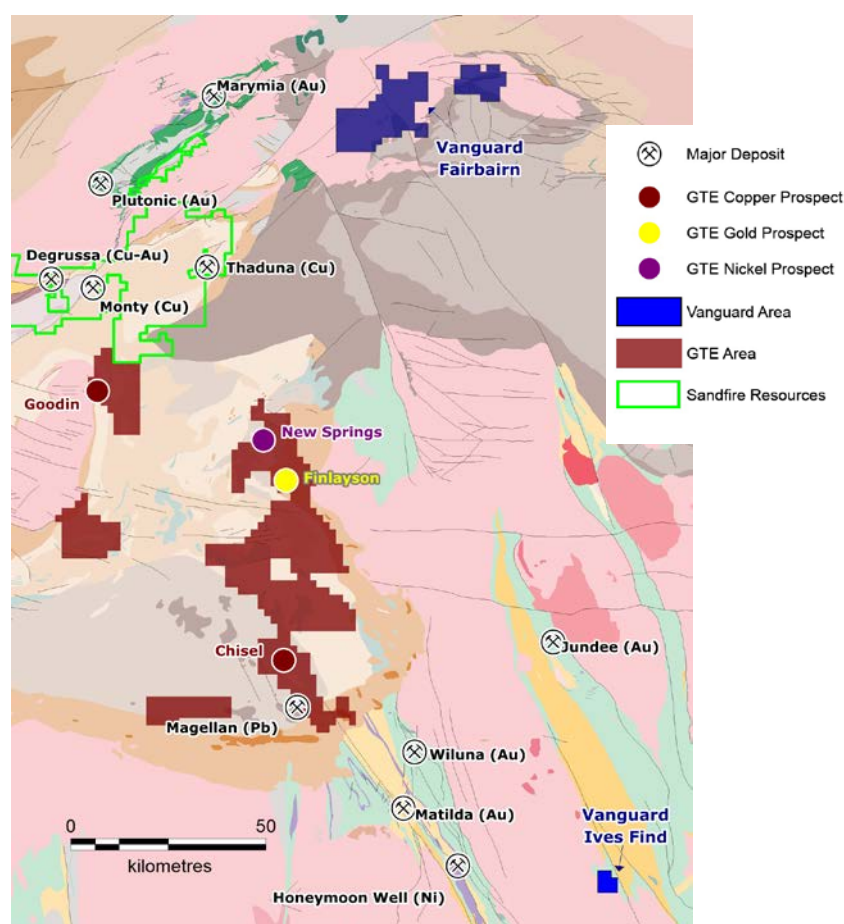 Marymia (Au)
Vanguard
Fairbairn
Plutonic (Au)
Degrussa (Cu-Au)
Thaduna (Cu)
Monty (Cu)
Goodin
New Springs
Finlayson
Chisel
Jundee (Au)
Magellan (Pb)
Wiluna (Au)
Matilda (Au)
Vanguard
Ives Find
0 50
kilometres
Honeymoon Well (Ni)
Major Deposit
GTE Copper Prospect
GTE Gold Prospect
GTE Nickel Prospect
Vanguard Area
GTE Area
Sandfire Resources